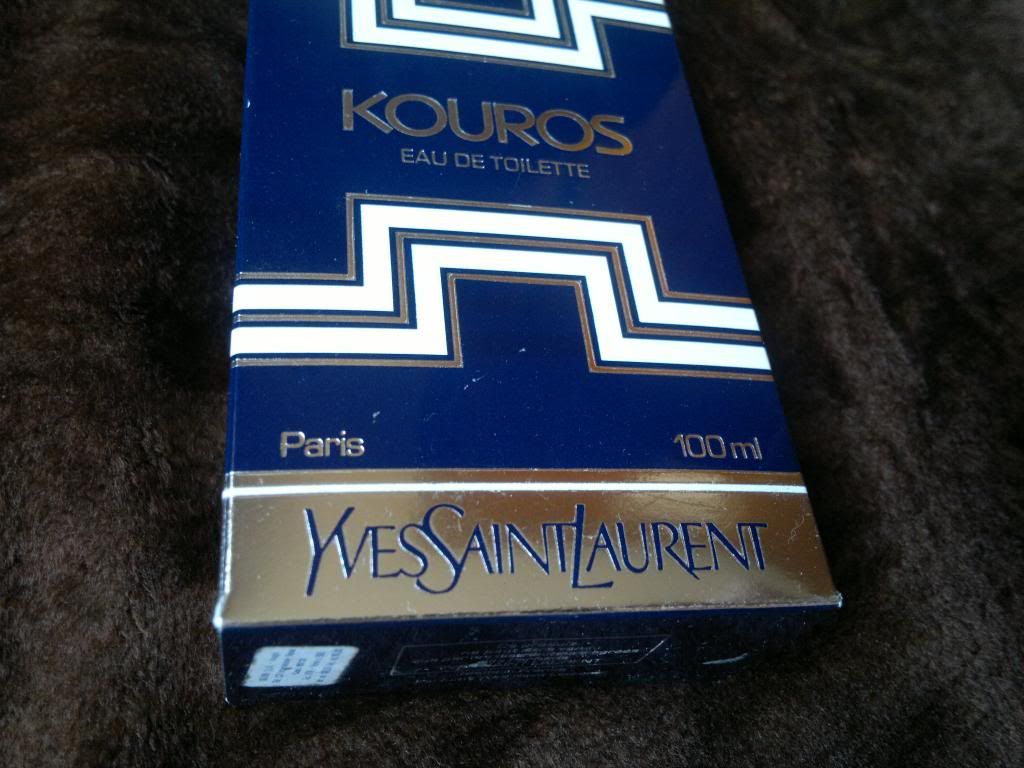 KOUROS
EAU DE TOILETTE
Paris
100 ml
YVESSAINTLAURENT